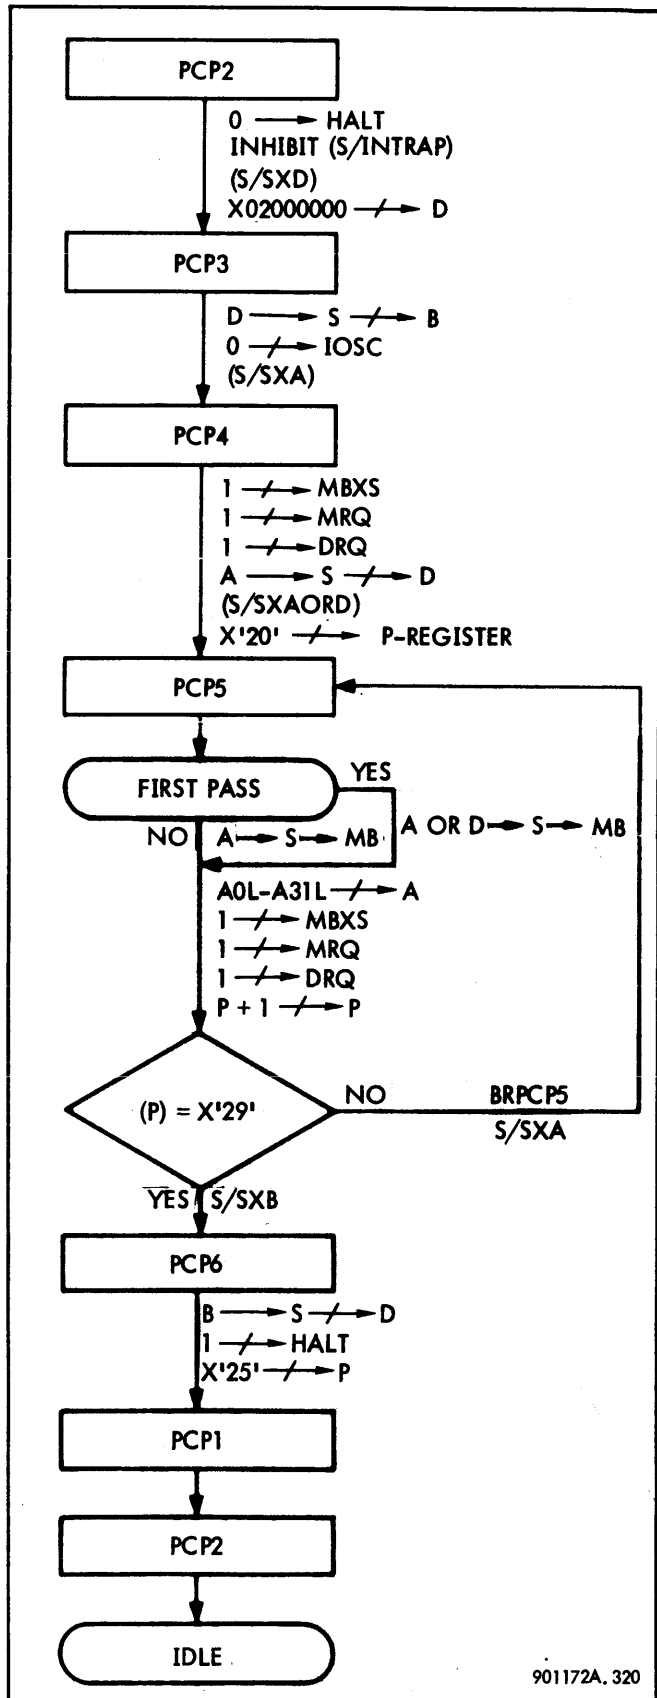 PCP2
0 → HALT
INHIBIT (S/INTRAP)
(S/SXD)
X02000000 -/→ D
PCP3
D → S -/→ B
0 -/→ IOSC
(S/SXA)
PCP4
1 -/→ MBXS
1 -/→ MRQ
1 -/→ DRQ
A → S -/→ D
(S/SXAORD)
X'20' -/→ P-REGISTER
PCP5
FIRST PASS
YES
NO
A → S → MB
A OR D → S → MB
A0L-A31L -/→ A
1 -/→ MBXS
1 -/→ MRQ
1 -/→ DRQ
P + 1 -/→ P
(P) = X'29'
NO
BRPCP5
S/SXA
YES
S/SXB
PCP6
B → S -/→ D
1 -/→ HALT
X'25' -/→ P
PCP1
PCP2
IDLE
901172A. 320